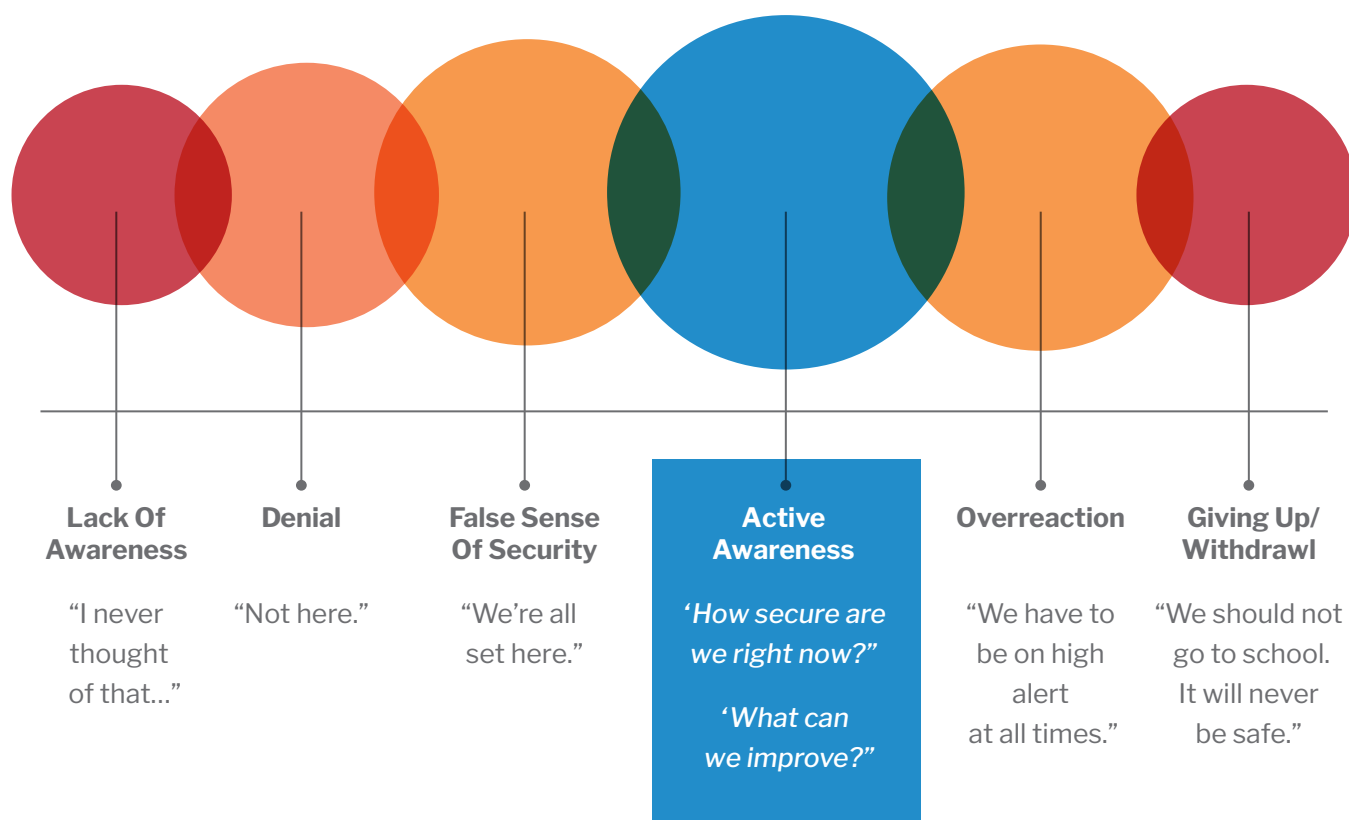 Lack Of
Awareness
“I never
thought
of that…”
Denial
“Not here.”
False Sense
Of Security
“We’re all
set here.”
Active
Awareness
‘How secure are
we right now?”
‘What can
we improve?”
Overreaction
“We have to
be on high
alert
at all times.”
Giving Up/
Withdrawl
“We should not
go to school.
It will never
be safe.”